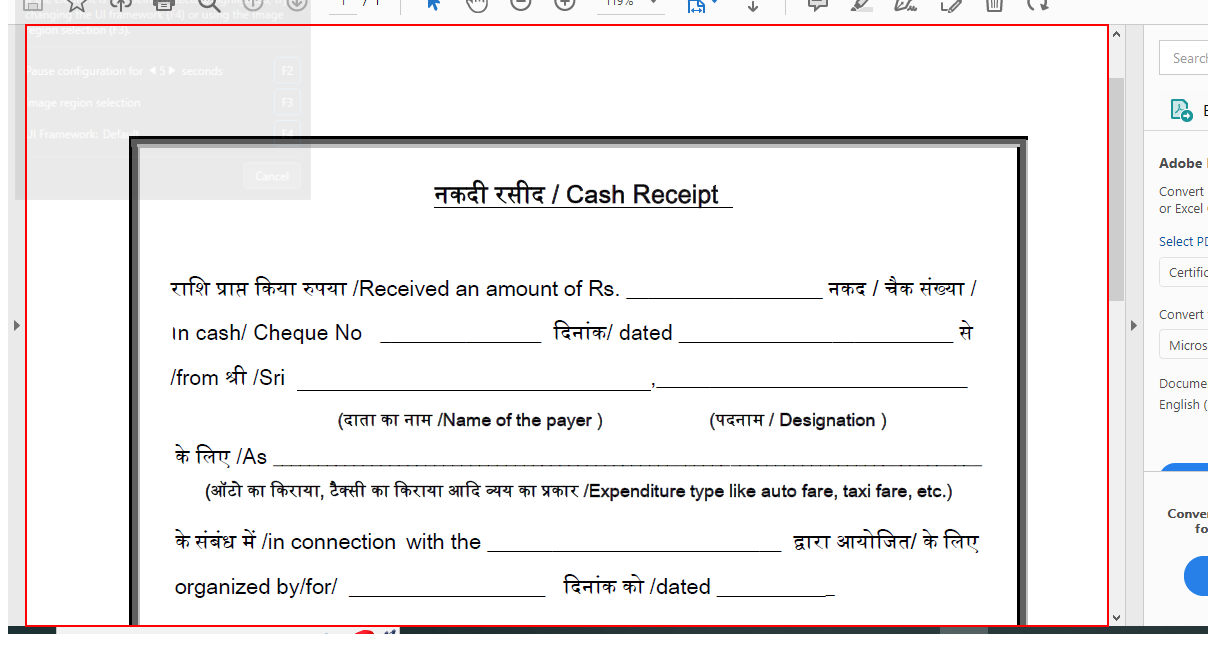 1 / 1
119%
changing the UI framework (F4) or using the image
region selection (F3).
Pause configuration for ◀ 5 ▶ seconds F2
Image region selection F3
UI Framework: Default F4
Cancel
नकदी रसीद / Cash Receipt
राशि प्राप्त किया रुपया /Received an amount of Rs. __________________ नकद / चैक संख्या /
In cash/ Cheque No _______________ दिनांक/ dated _________________________ से
/from श्री /Sri ________________________________,____________________________
(दाता का नाम /Name of the payer ) (पदनाम / Designation )
के लिए /As _________________________________________________________________
(ऑटो का किराया, टैक्सी का किराया आदि व्यय का प्रकार /Expenditure type like auto fare, taxi fare, etc.)
के संबंध में /in connection with the ___________________________ द्वारा आयोजित/ के लिए
organized by/for/ __________________ दिनांक को /dated ___________
Search
Adobe
Convert
or Excel
Select PD
Certific
Convert
Micros
Docume
English (
Conver
fo